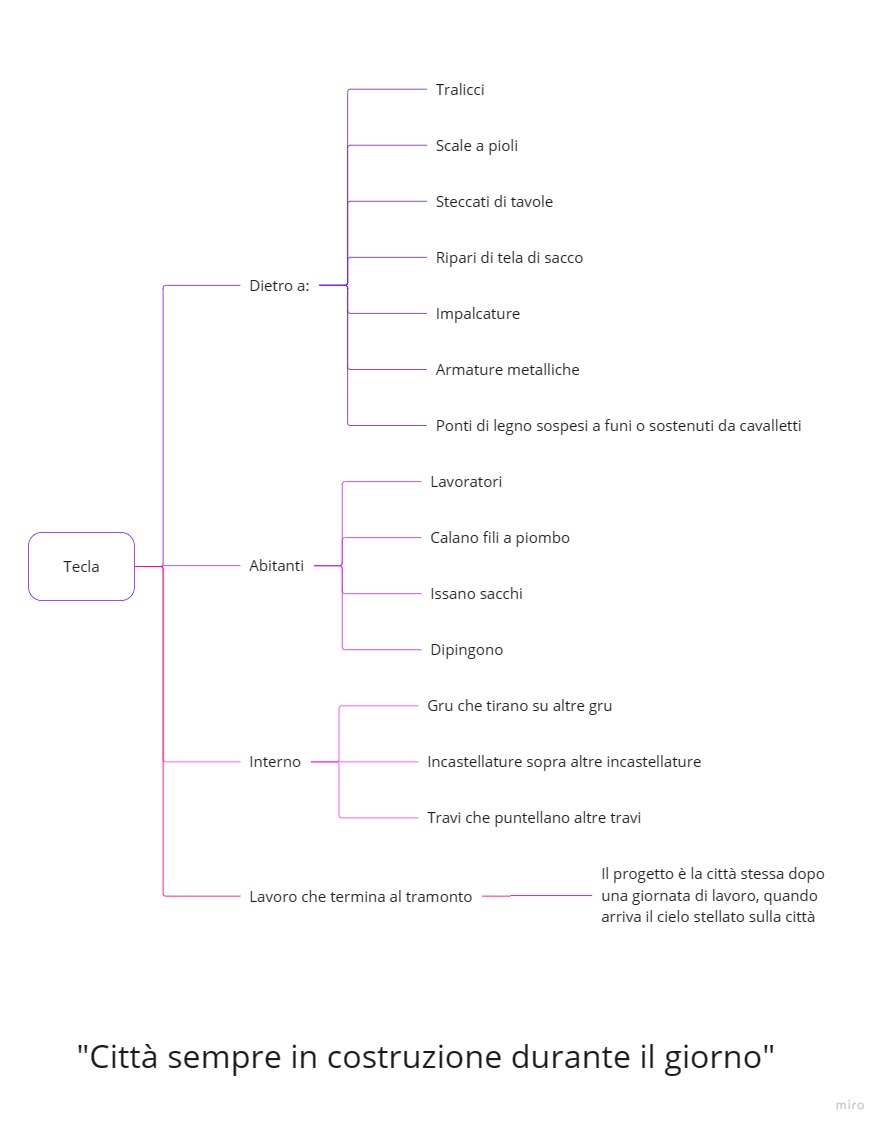 Tralicci
Scale a pioli
Steccati di tavole
Ripari di tela di sacco
Dietro a:
Impalcature
Armature metalliche
Ponti di legno sospesi a funi o sostenuti da cavalletti
Lavoratori
Calano fili a piombo
Tecla
Abitanti
Issano sacchi
Dipingono
Gru che tirano su altre gru
Interno
Incastellature sopra altre incastellature
Travi che puntellano altre travi
Lavoro che termina al tramonto
Il progetto è la città stessa dopo
una giornata di lavoro, quando
arriva il cielo stellato sulla città
"Città sempre in costruzione durante il giorno"
miro